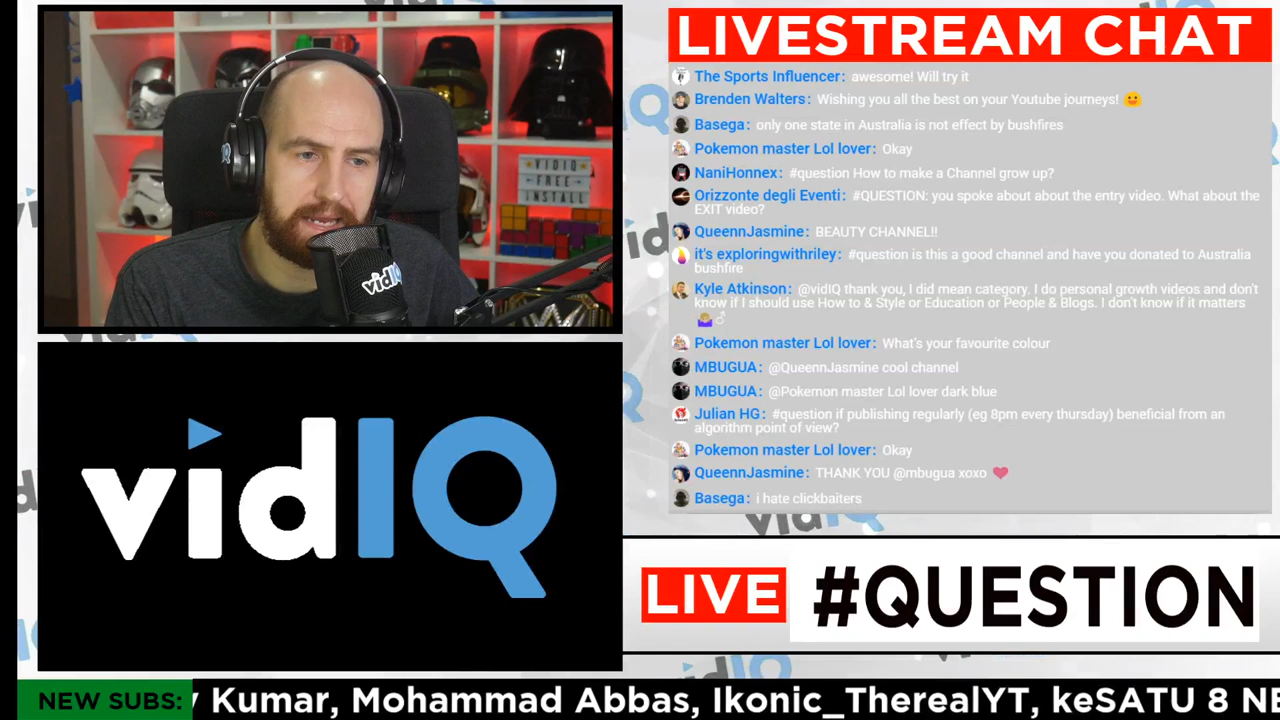 LIVESTREAM CHAT
The Sports Influencer: awesome! Will try it
Brenden Walters: Wishing you all the best on your Youtube journeys!
Basega: only one state in Australia is not effect by bushfires
Pokemon master Lol lover: Okay
NaniHonnex: #question How to make a Channel grow up?
Orizzonte degli Eventi: #QUESTION: you spoke about about the entry video. What about the
EXIT video?
QueennJasmine: BEAUTY CHANNEL!!
it's exploringwithriley: #question is this a good channel and have you donated to Australia
bushfire
Kyle Atkinson: @vidIQ thank you, I did mean category. I do personal growth videos and don't
know if I should use How to & Style or Education or People & Blogs. I don't know if it matters
Pokemon master Lol lover: What's your favourite colour
MBUGUA: @QueennJasmine cool channel
MBUGUA: @Pokemon master Lol lover dark blue
Julian HG: #question if publishing regularly (eg 8pm every thursday) beneficial from an
algorithm point of view?
Pokemon master Lol lover: Okay
QueennJasmine: THANK YOU @mbugua xoxo
Basega: i hate clickbaiters
VIDIQ
FREE
INSTALL
vidIQ
vidIQ
LIVE #QUESTION
NEW SUBS: Kumar, Mohammad Abbas, Ikonic_TherealYT, keSATU 8 NE